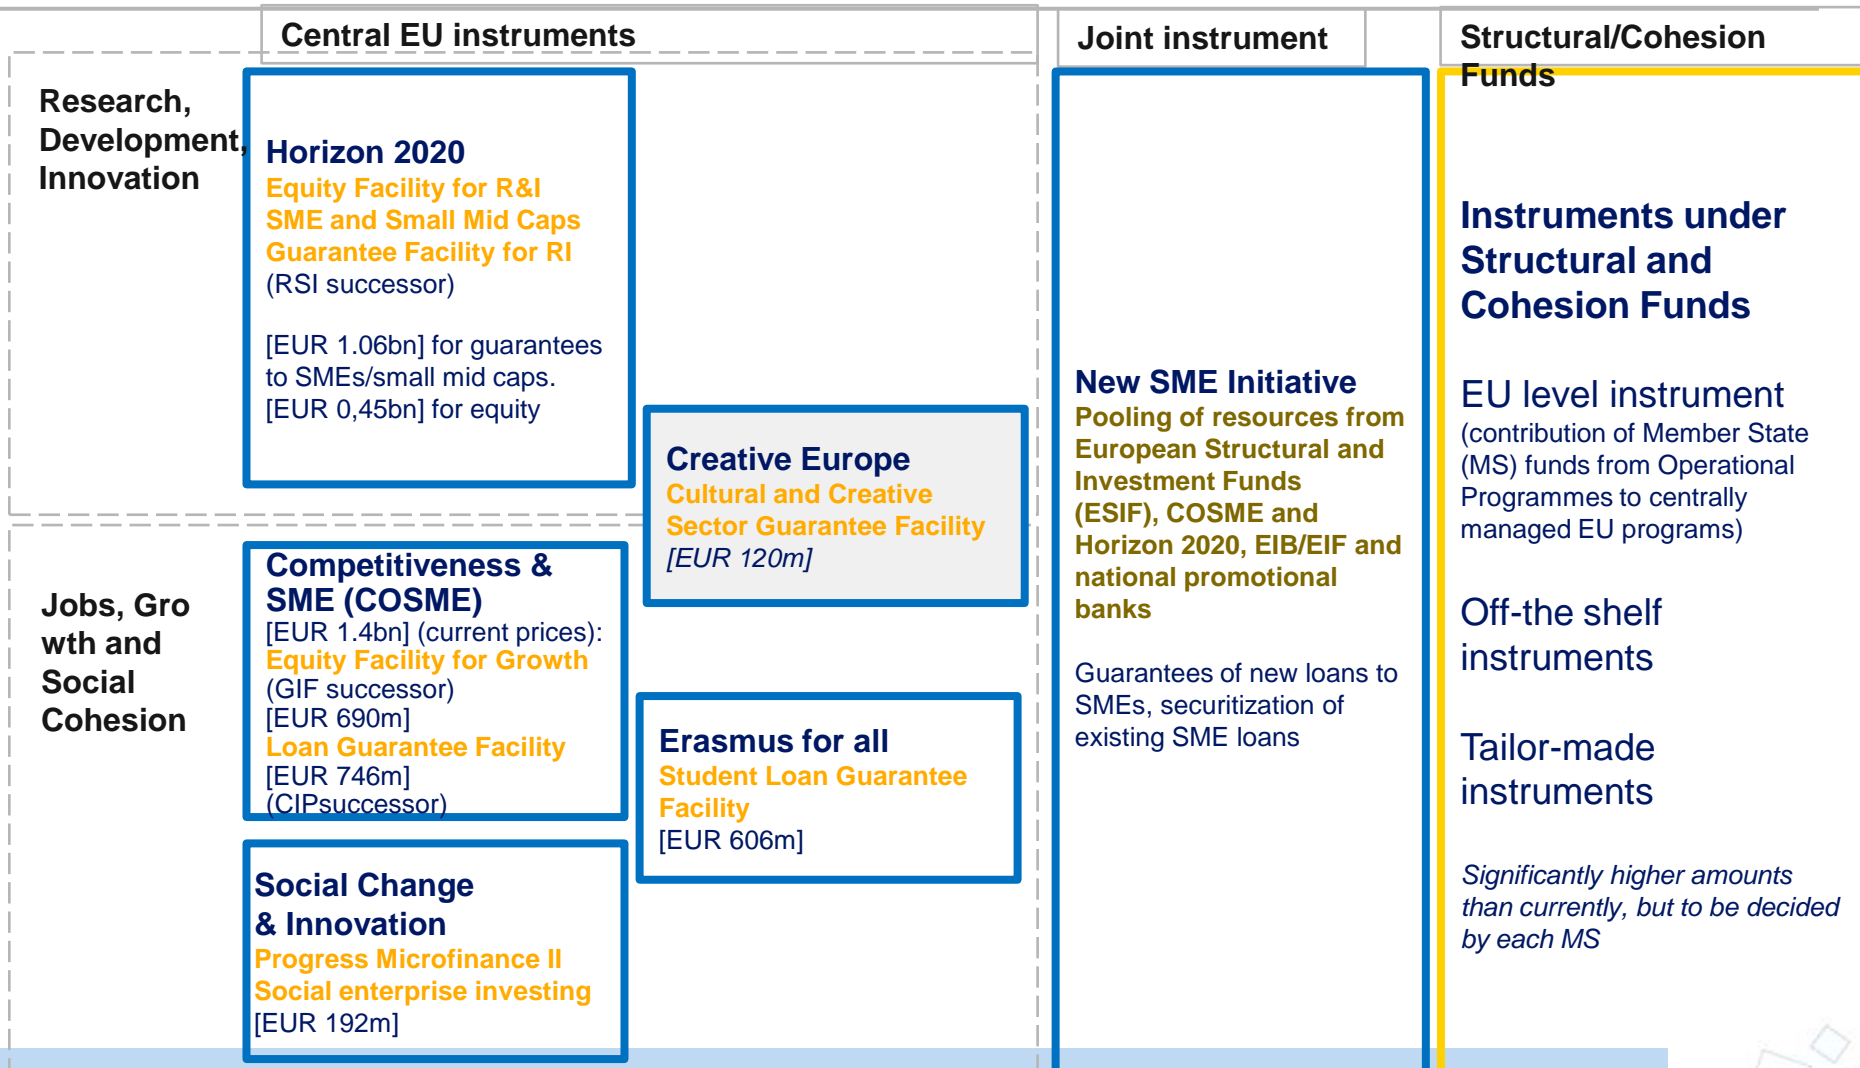 Central EU instruments
Joint instrument
Structural/Cohesion
Funds
Research,
Development,
Innovation
Horizon 2020
Equity Facility for R&I
SME and Small Mid Caps
Guarantee Facility for RI
(RSI successor)
[EUR 1.06bn] for guarantees
to SMEs/small mid caps.
[EUR 0,45bn] for equity
Creative Europe
Cultural and Creative
Sector Guarantee Facility
[EUR 120m]
Jobs, Gro
wth and
Social
Cohesion
Competitiveness &
SME (COSME)
[EUR 1.4bn] (current prices):
Equity Facility for Growth
(GIF successor)
[EUR 690m]
Loan Guarantee Facility
[EUR 746m]
(CIPsuccessor)
Erasmus for all
Student Loan Guarantee
Facility
[EUR 606m]
Social Change
& Innovation
Progress Microfinance II
Social enterprise investing
[EUR 192m]
New SME Initiative
Pooling of resources from
European Structural and
Investment Funds
(ESIF), COSME and
Horizon 2020, EIB/EIF and
national promotional
banks
Guarantees of new loans to
SMEs, securitization of
existing SME loans
Instruments under
Structural and
Cohesion Funds
EU level instrument
(contribution of Member State
(MS) funds from Operational
Programmes to centrally
managed EU programs)
Off-the shelf
instruments
Tailor-made
instruments
Significantly higher amounts
than currently, but to be decided
by each MS